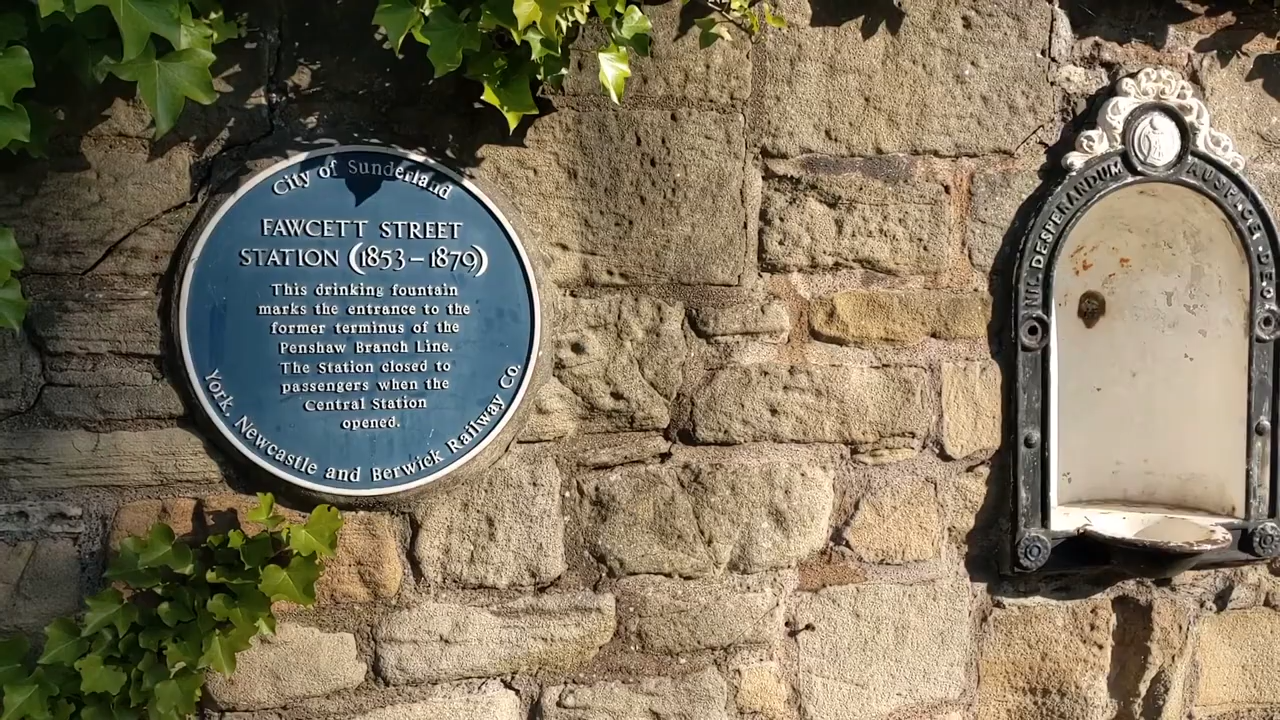 City of Sunderland
FAWCETT STREET
STATION (1853–1879)
This drinking fountain
marks the entrance to the
former terminus of the
Penshaw Branch Line.
The Station closed to
passengers when the
Central Station
opened.
York, Newcastle and Berwick Railway Co.
NIL DESPERANDUM AUSPICE DEO